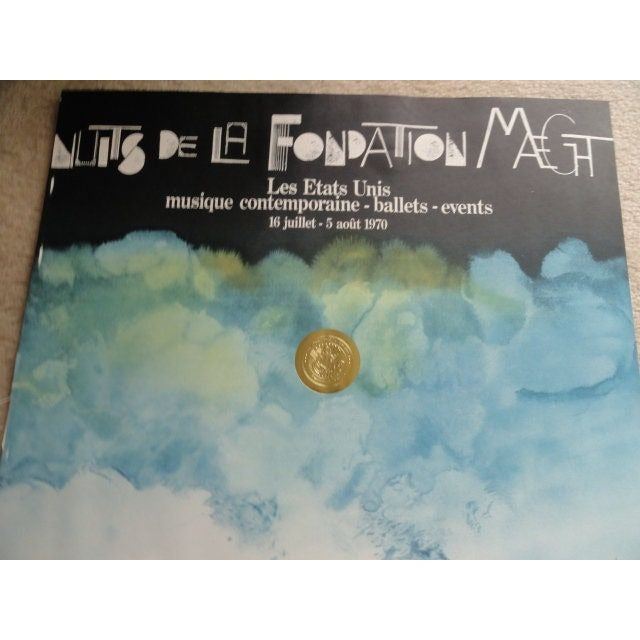 NUITS DE LA FONDATION MAEGHT
Les Etats Unis
musique contemporaine - ballets - events
16 juillet - 5 août 1970